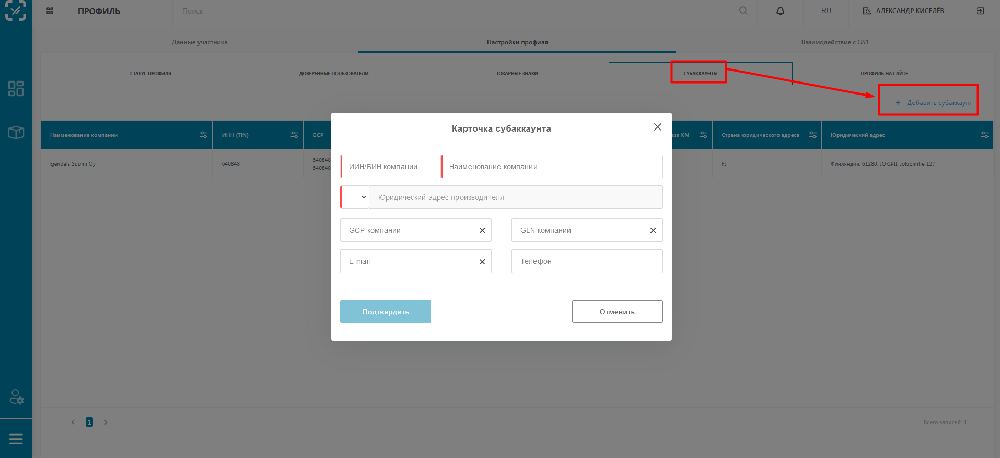 ПРОФИЛЬ
Поиск
RU
АЛЕКСАНДР КИСЕЛЁВ
Данные участника
Настройки профиля
Взаимодействие с GS1
СТАТУС ПРОФИЛЯ
ДОВЕРЕННЫЕ ПОЛЬЗОВАТЕЛИ
ТОВАРНЫЕ ЗНАКИ
СУБАККАУНТЫ
ПРОФИЛЬ НА САЙТЕ
+ Добавить субаккаунт
Наименование компании
ИНН (TIN)
GCP
КМ
Страна юридического адреса
Юридический адрес
Ejendals Suomi Oy
640848
640848
640848
FI
Финляндия, 61280, JOKIPII, Jokipiintie 127
Карточка субаккаунта
ИИН/БИН компании
Наименование компании
Юридический адрес производителя
GCP компании
GLN компании
E-mail
Телефон
Подтвердить
Отменить
1
Всего записей: 1